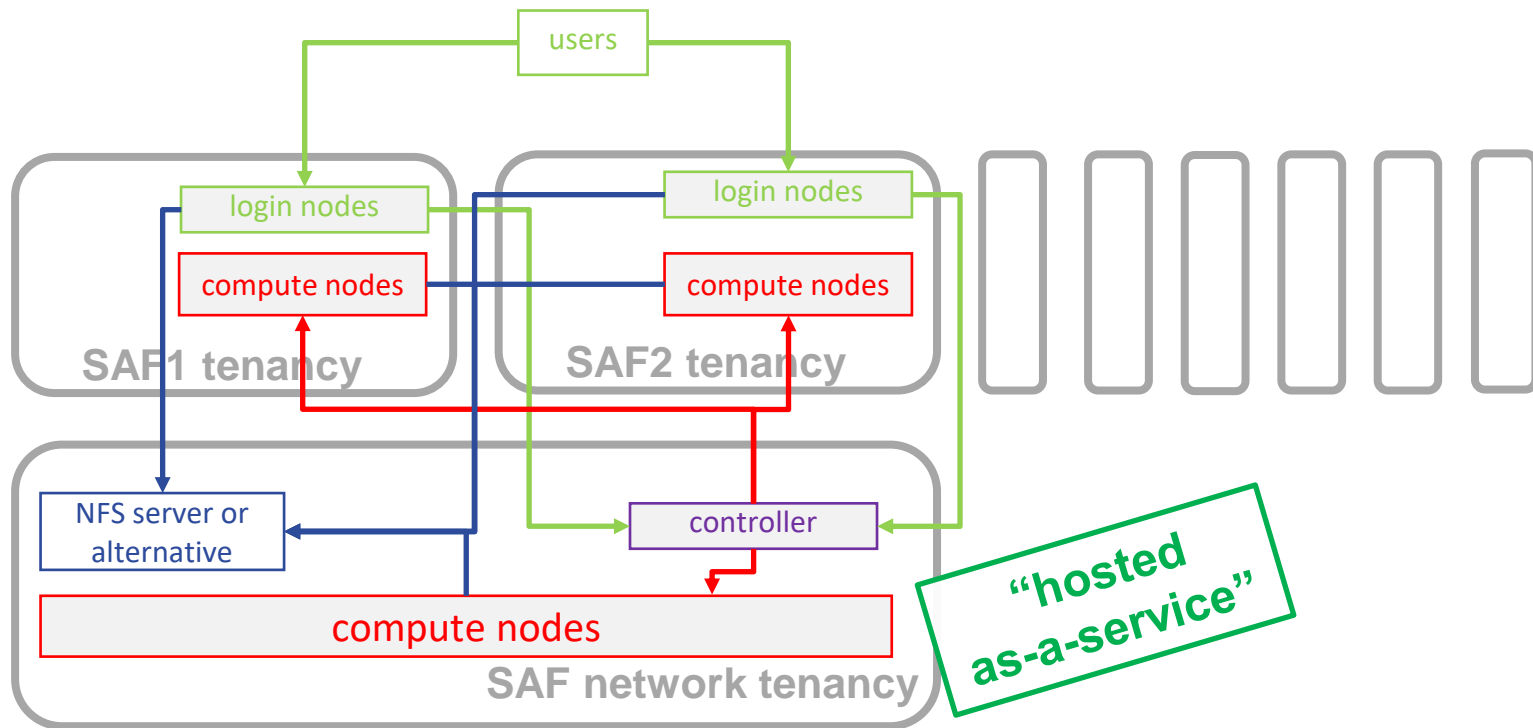 users
login nodes
login nodes
compute nodes
compute nodes
SAF1 tenancy
SAF2 tenancy
NFS server or
alternative
controller
compute nodes
SAF network tenancy
“hosted
as-a-service”